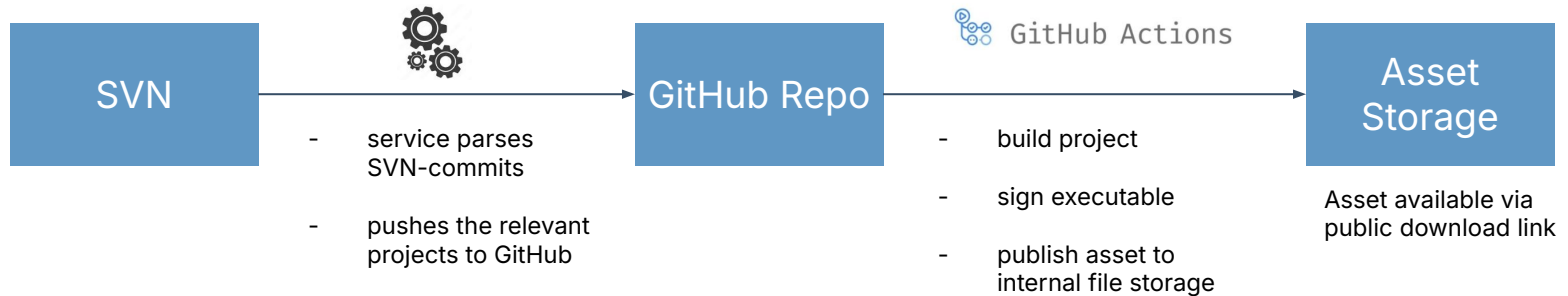 SVN
- service parses
SVN-commits
- pushes the relevant
projects to GitHub
GitHub Repo
GitHub Actions
- build project
- sign executable
- publish asset to
internal file storage
Asset
Storage
Asset available via
public download link